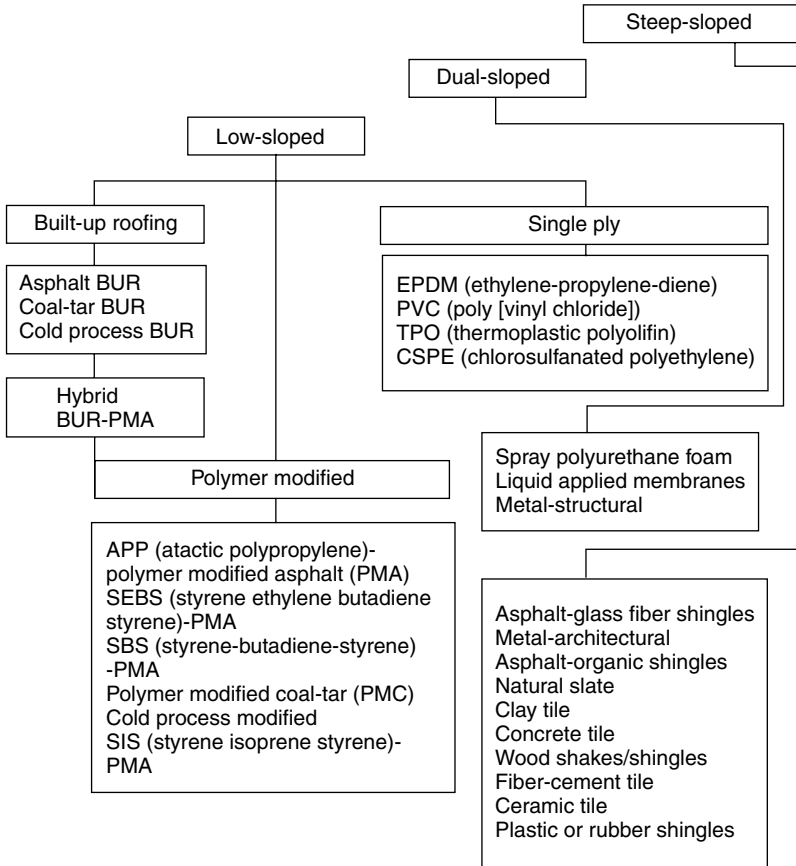 Steep-sloped
Dual-sloped
Low-sloped
Built-up roofing
Single ply
Asphalt BUR
Coal-tar BUR
Cold process BUR
EPDM (ethylene-propylene-diene)
PVC (poly [vinyl chloride])
TPO (thermoplastic polyolifin)
CSPE (chlorosulfanated polyethylene)
Hybrid
BUR-PMA
Polymer modified
Spray polyurethane foam
Liquid applied membranes
Metal-structural
APP (atactic polypropylene)-
polymer modified asphalt (PMA)
SEBS (styrene ethylene butadiene
styrene)-PMA
SBS (styrene-butadiene-styrene)
-PMA
Polymer modified coal-tar (PMC)
Cold process modified
SIS (styrene isoprene styrene)-
PMA
Asphalt-glass fiber shingles
Metal-architectural
Asphalt-organic shingles
Natural slate
Clay tile
Concrete tile
Wood shakes/shingles
Fiber-cement tile
Ceramic tile
Plastic or rubber shingles